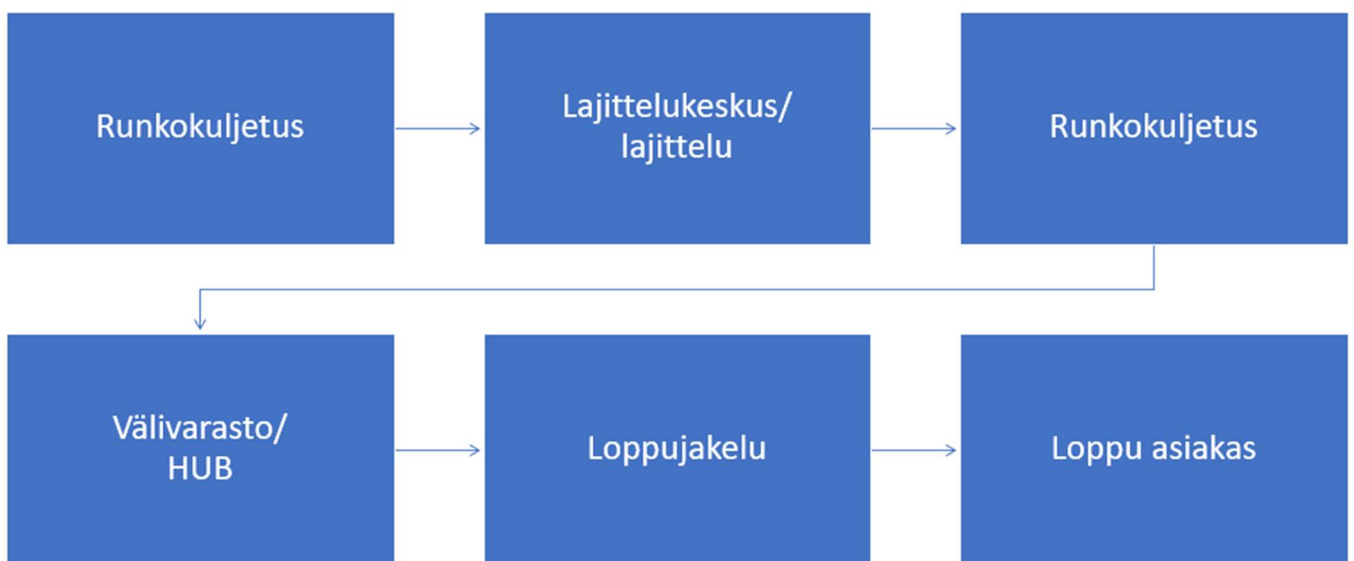 Runkokuljetus
Lajittelukeskus/
lajittelu
Runkokuljetus
Välivarasto/
HUB
Loppujakelu
Loppu asiakas